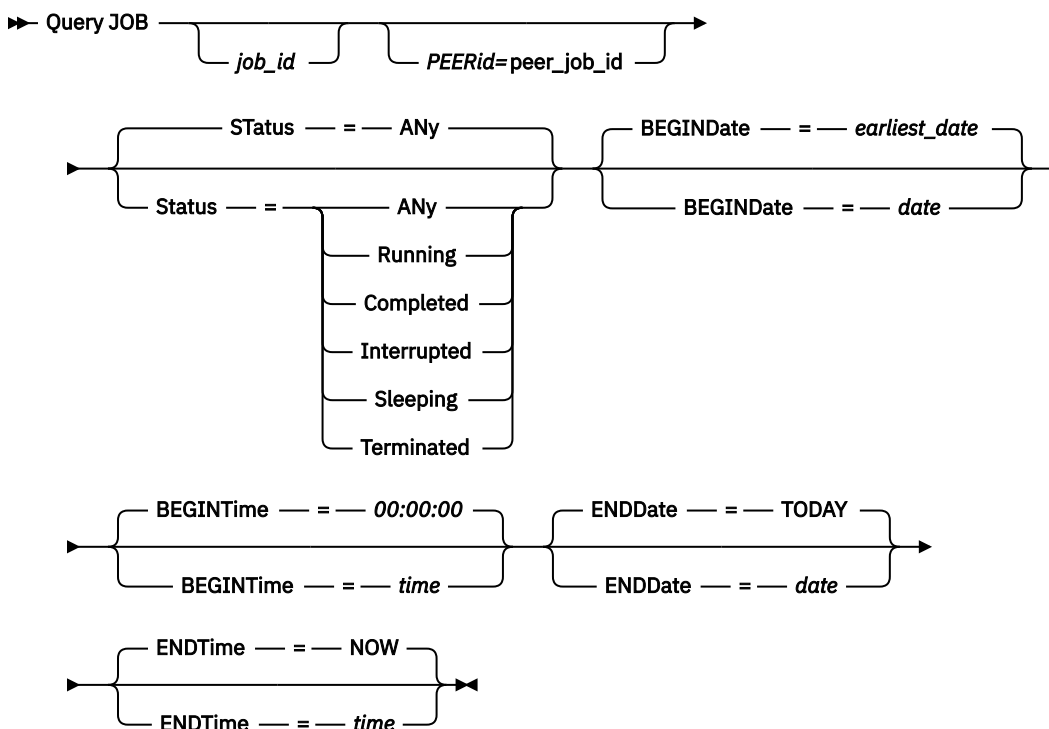 Query JOB
job_id
PEERid=peer_job_id
STatus = ANy
BEGINDate = earliest_date
Status = ANy
BEGINDate = date
Running
Completed
Interrupted
Sleeping
Terminated
BEGINTime = 00:00:00
ENDDate = TODAY
BEGINTime = time
ENDDate = date
ENDTime = NOW
ENDTime = time